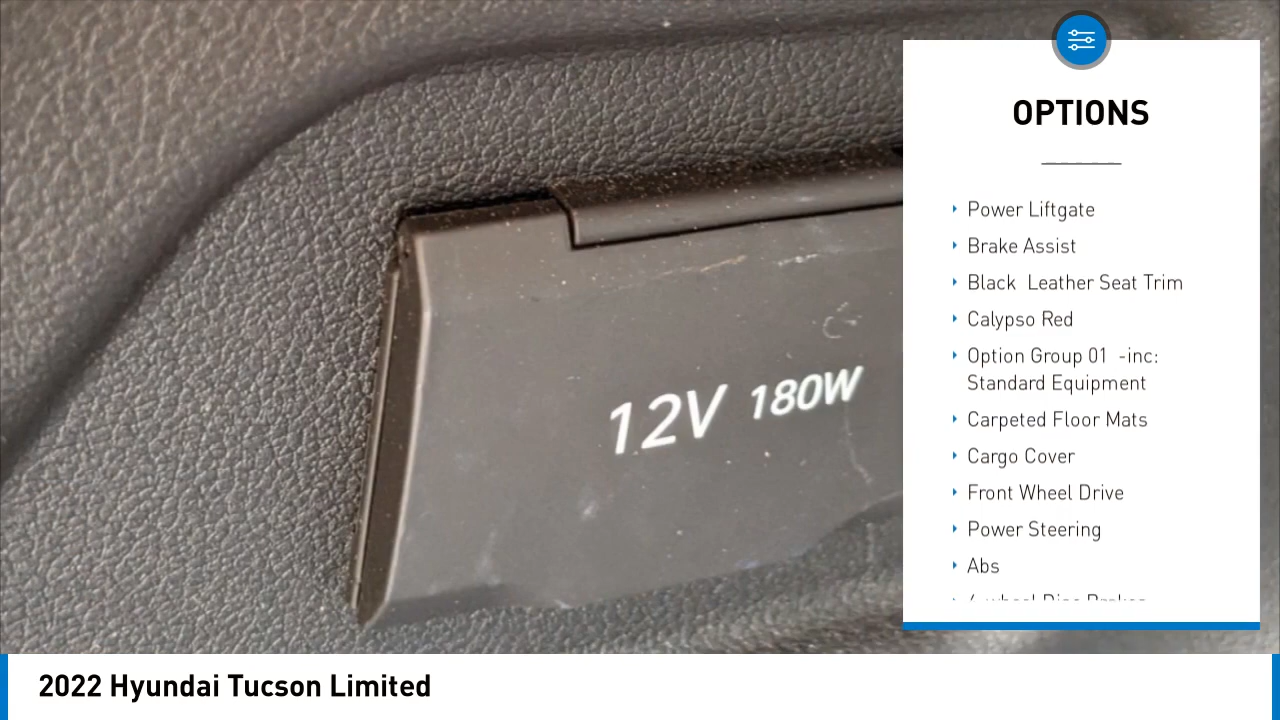 OPTIONS
Power Liftgate
Brake Assist
Black  Leather Seat Trim
Calypso Red
Option Group 01  -inc:
Standard Equipment
Carpeted Floor Mats
Cargo Cover
Front Wheel Drive
Power Steering
Abs
12V 180W
2022 Hyundai Tucson Limited